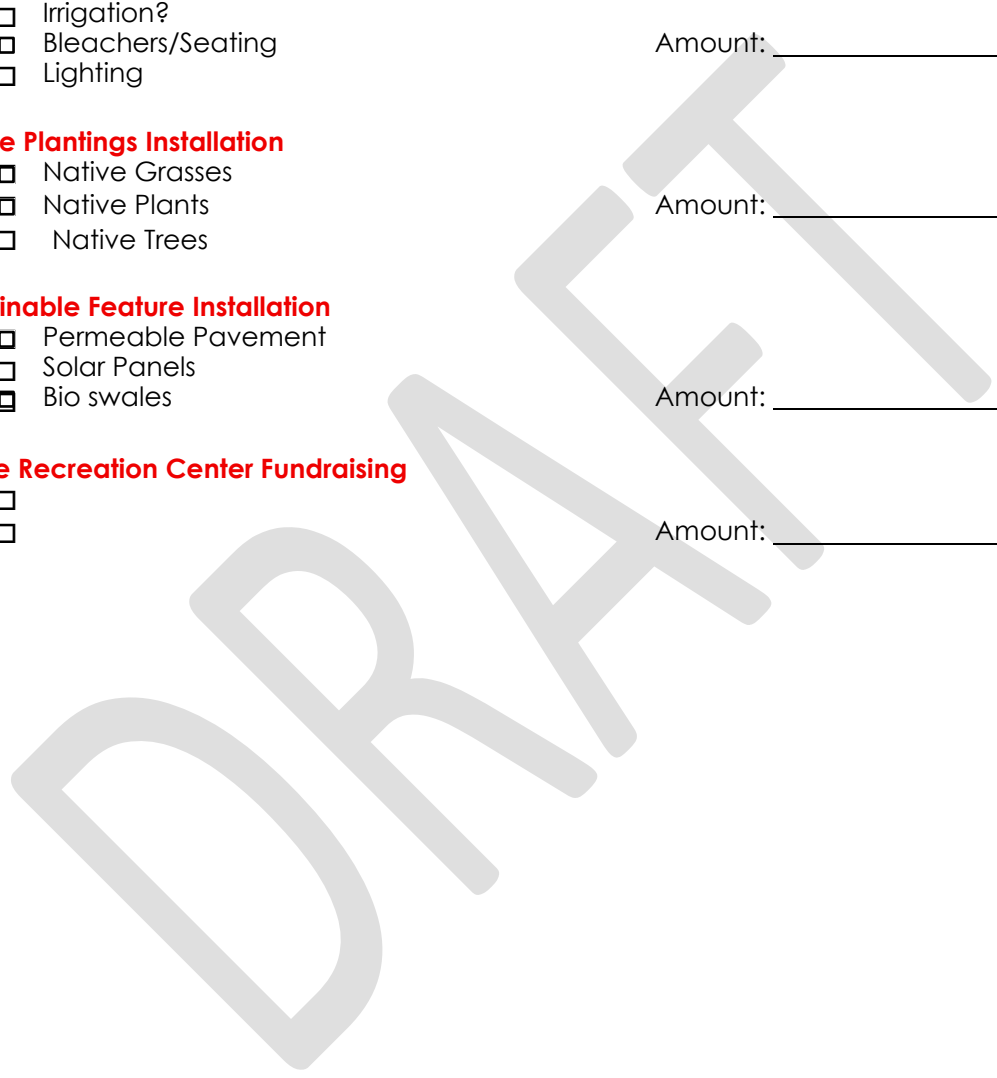 Irrigation?
Bleachers/Seating Amount:
Lighting
e Plantings Installation
Native Grasses
Native Plants Amount:
Native Trees
inable Feature Installation
Permeable Pavement
Solar Panels
Bio swales Amount:
e Recreation Center Fundraising
Amount:
DRAFT